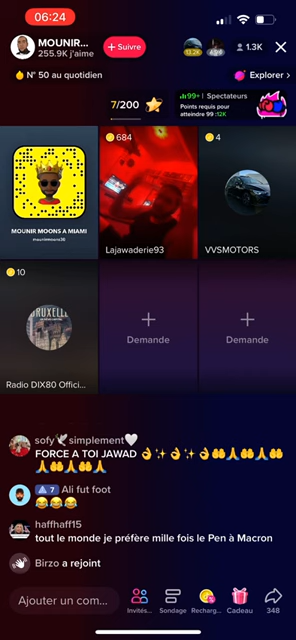 06:24
MOUNIR...
255.9K j'aime
+ Suivre
1.3K
N° 50 au quotidien
Explorer >
7/200
99+ | Spectateurs
Points requis pour
atteindre 99 :12K
684
4
MOUNIR MOONS A MIAMI
mounirmoons36
Lajawaderie93
VVSMOTORS
10
BRUXELL
Radio DIX80 Offici...
Demande
Demande
sofy🕊simplement🤍
FORCE A TOI JAWAD 👌✨👌✨👌🤲🙏🤲🙏🤲
🙏🤲🙏🤲🙏
7 Ali fut foot
😂😂😂
haffhaff15
tout le monde je préfère mille fois le Pen à Macron
Birzo a rejoint
Ajouter un com...
Invités...
Sondage
Recharg...
Cadeau
348